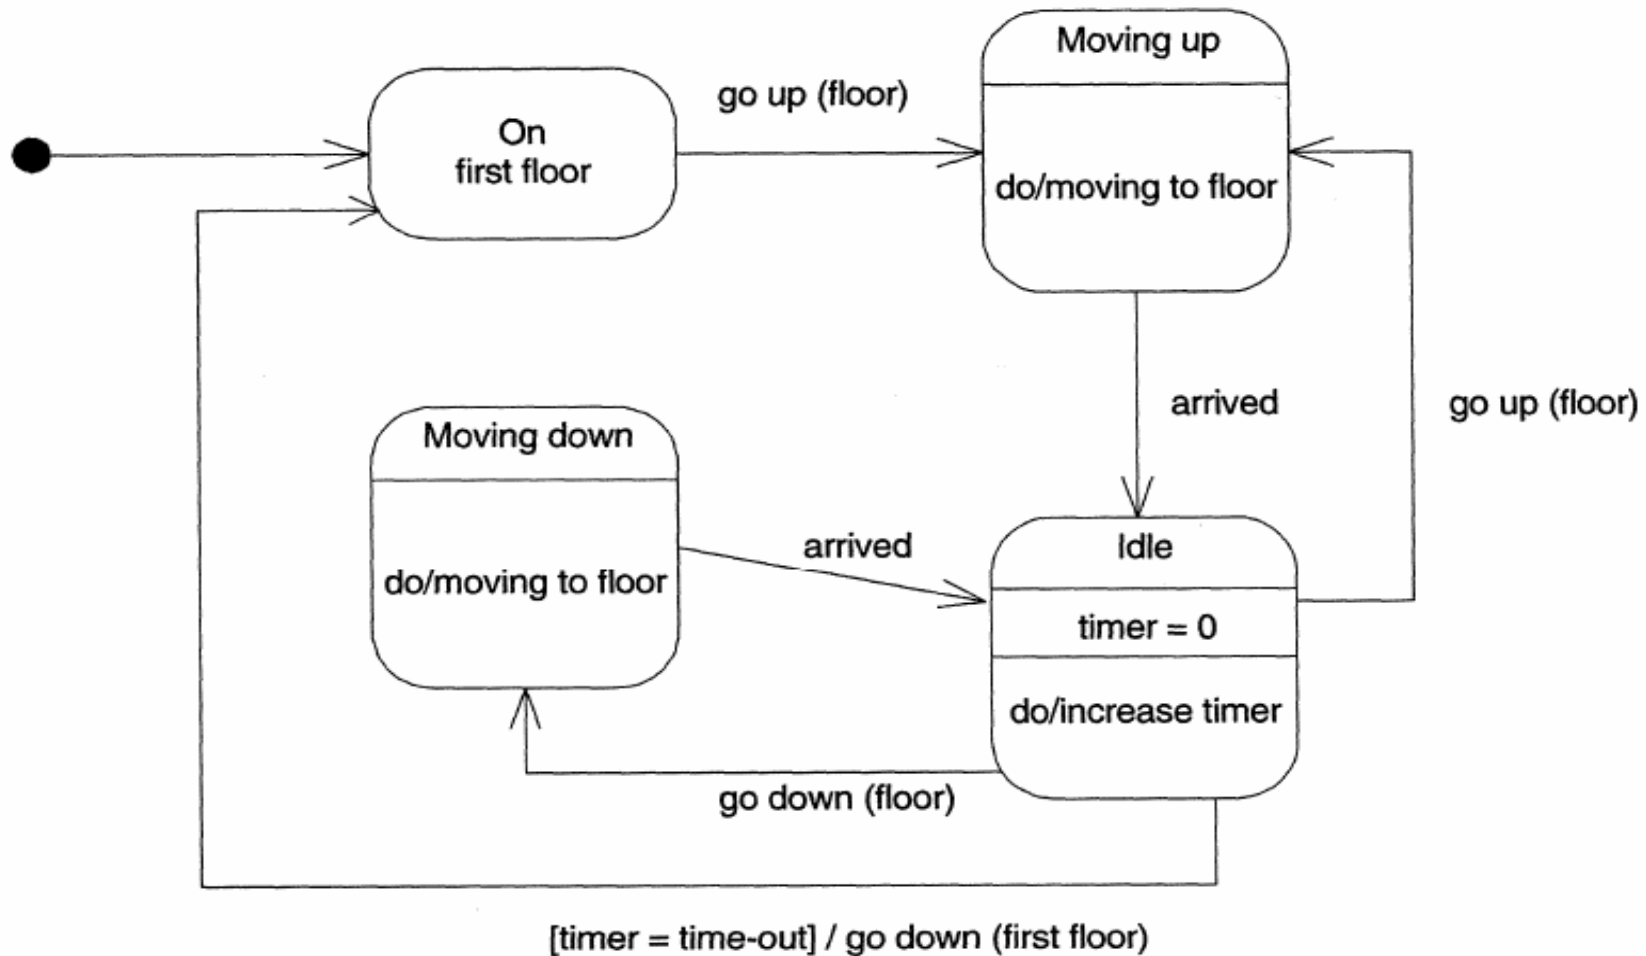 Moving up
go up (floor)
On
first floor
do/moving to floor
arrived
go up (floor)
Moving down
arrived
Idle
do/moving to floor
timer = 0
do/increase timer
go down (floor)
[timer = time-out] / go down (first floor)